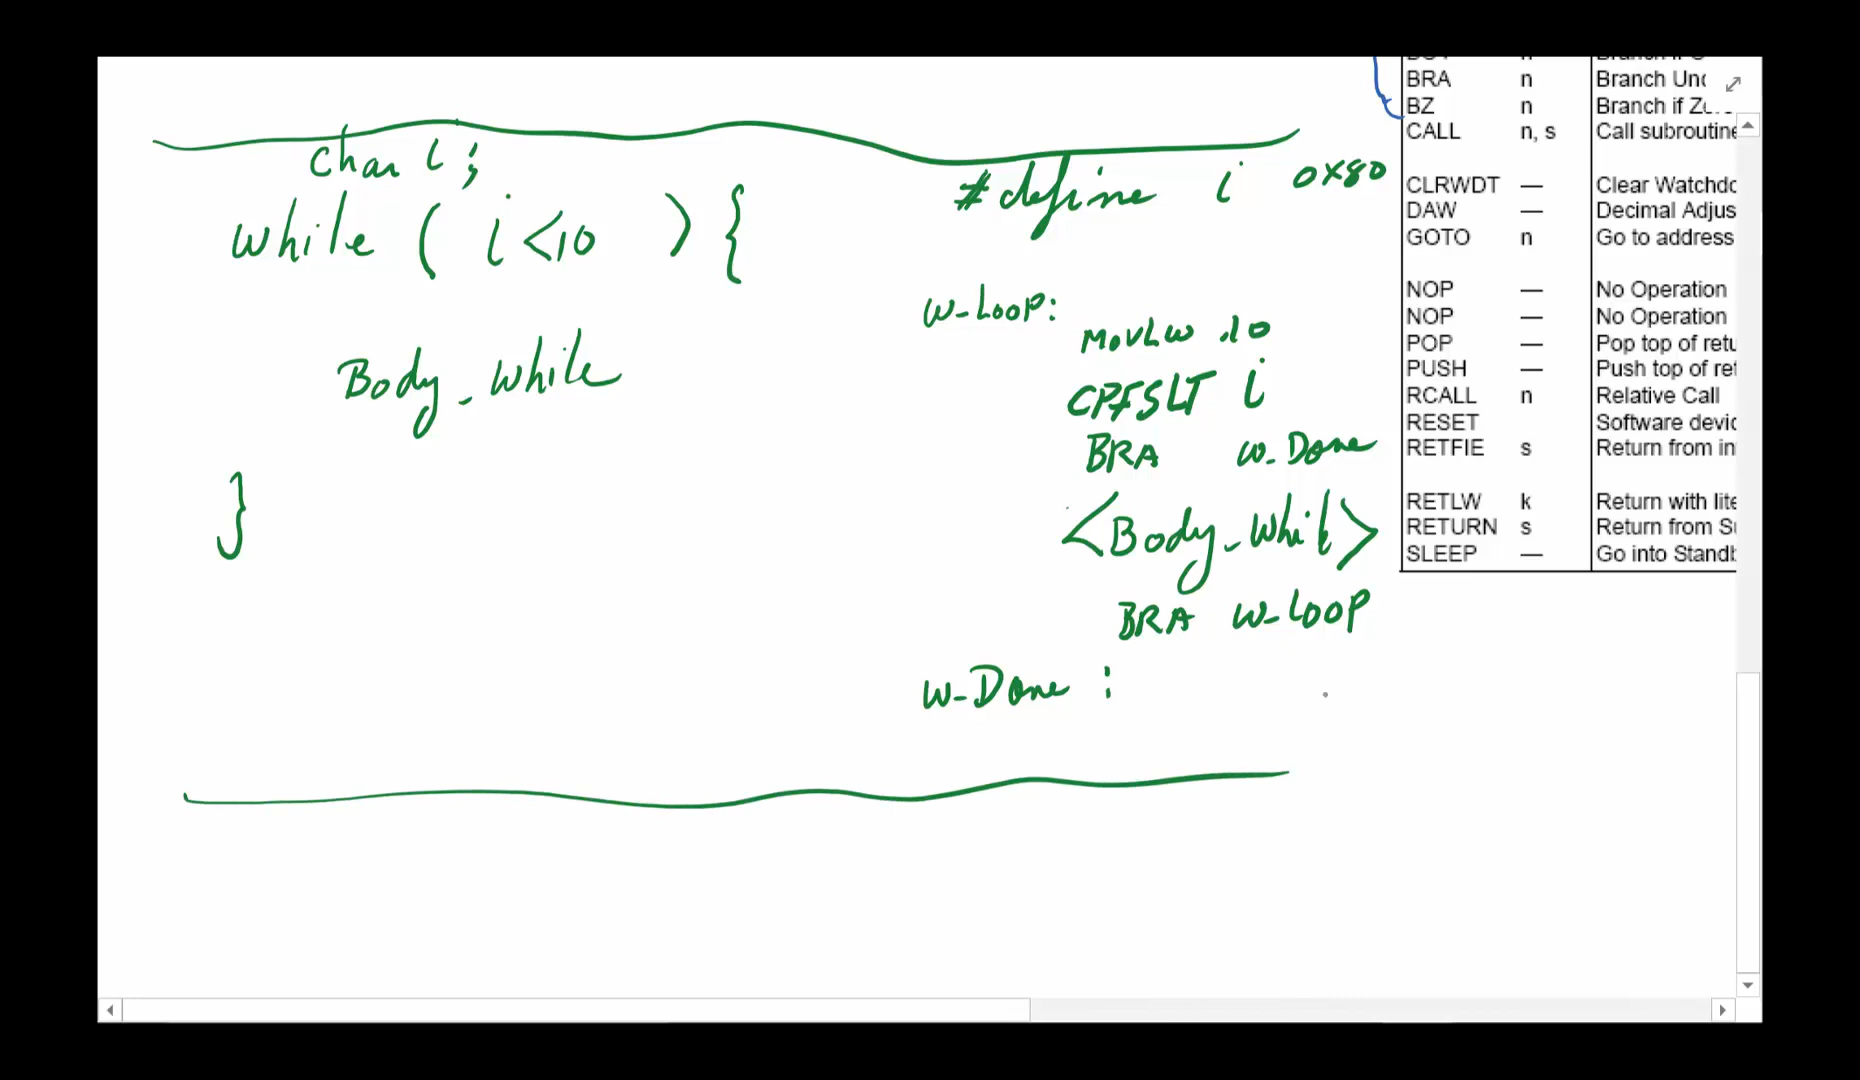 char i ;
while ( i <10 ) {
Body_while
}
#define i 0x80
W_Loop:
MOVLW .10
CPFSLT i
BRA W_Done
<Body_While>
BRA W_LOOP
W_Done :
BRA n Branch Unc
BZ n Branch if
CALL n, s Call subroutine
CLRWDT — Clear Watchdo
DAW — Decimal Adjus
GOTO n Go to address
NOP — No Operation
NOP — No Operation
POP — Pop top of retu
PUSH — Push top of ret
RCALL n Relative Call
RESET Software devic
RETFIE s Return from in
RETLW k Return with lite
RETURN s Return from Su
SLEEP — Go into Standb